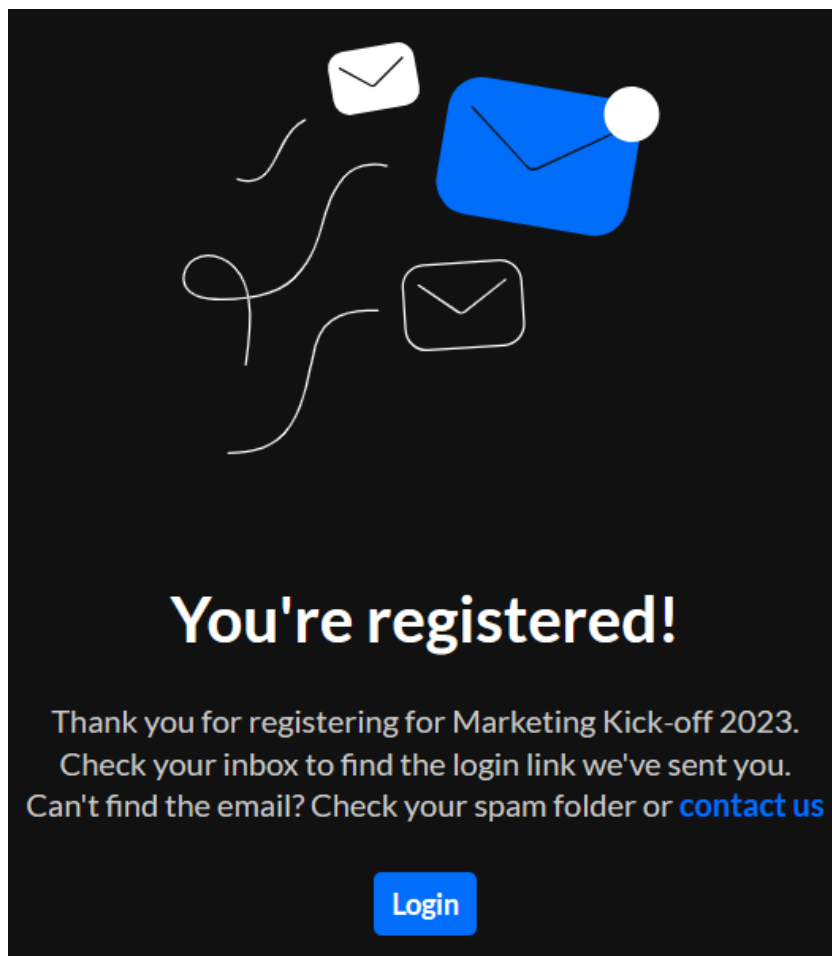 You're registered!
Thank you for registering for Marketing Kick-off 2023.
Check your inbox to find the login link we've sent you.
Can't find the email? Check your spam folder or contact us
Login